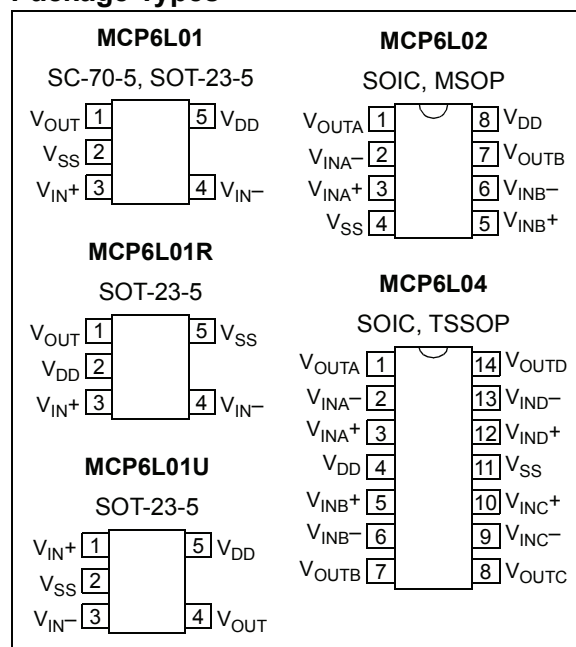 Package Types
MCP6L01
SC-70-5, SOT-23-5
VOUT 1 5 VDD
VSS 2
VIN+ 3 4 VIN–
MCP6L01R
SOT-23-5
VOUT 1 5 VSS
VDD 2
VIN+ 3 4 VIN–
MCP6L01U
SOT-23-5
VIN+ 1 5 VDD
VSS 2
VIN– 3 4 VOUT
MCP6L02
SOIC, MSOP
VOUTA 1 8 VDD
VINA– 2 7 VOUTB
VINA+ 3 6 VINB–
VSS 4 5 VINB+
MCP6L04
SOIC, TSSOP
VOUTA 1 14 VOUTD
VINA– 2 13 VIND–
VINA+ 3 12 VIND+
VDD 4 11 VSS
VINB+ 5 10 VINC+
VINB– 6 9 VINC–
VOUTB 7 8 VOUTC